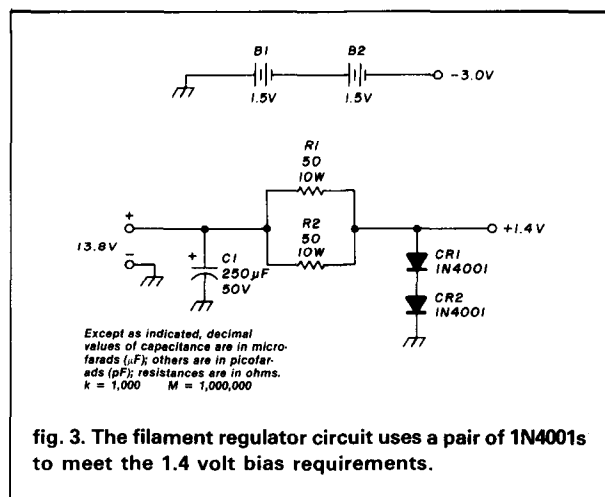 B1
B2
-3.0V
1.5V
1.5V
R1
50
10W
+
13.8V
-
+
C1
250µF
50V
R2
50
10W
+1.4V
CR1
1N4001
CR2
1N4001
Except as indicated, decimal
values of capacitance are in micro-
farads (µF); others are in picofar-
ads (pF); resistances are in ohms.
k = 1,000 M = 1,000,000
fig. 3. The filament regulator circuit uses a pair of 1N4001s
to meet the 1.4 volt bias requirements.